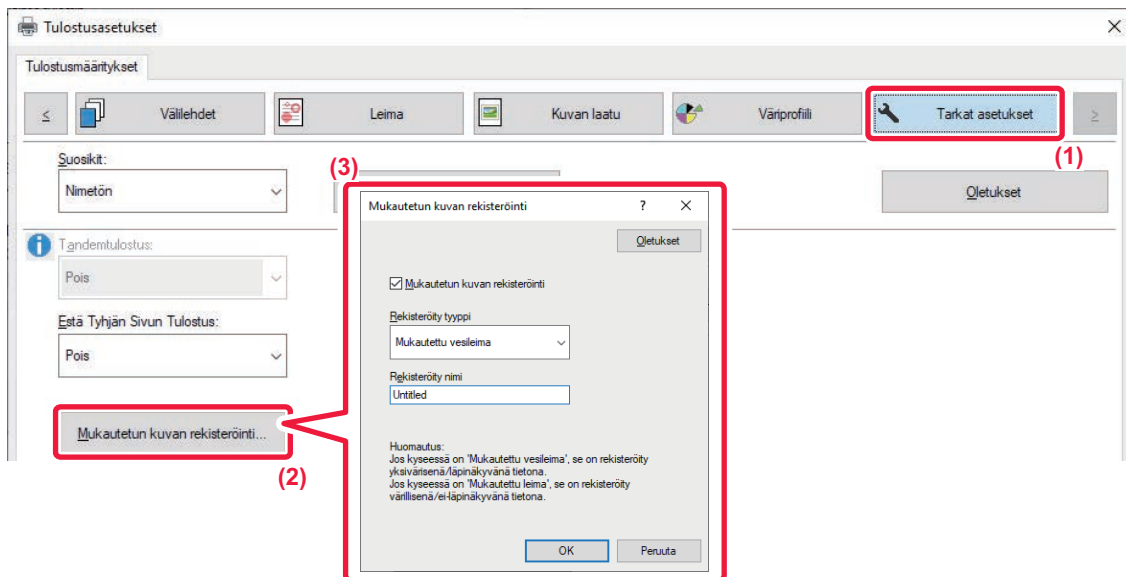 Tulostusasetukset
Tulostusmääritykset
≤
Välilehdet
Leima
Kuvan laatu
Väriprofiili
Tarkat asetukset
≥
(1)
Suosikit:
Nimetön
Oletukset
Tandemtulostus:
Pois
Estä Tyhjän Sivun Tulostus:
Pois
Mukautetun kuvan rekisteröinti...
(2)
(3)
Mukautetun kuvan rekisteröinti
?
Oletukset
Mukautetun kuvan rekisteröinti
Rekisteröity tyyppi
Mukautettu vesileima
Rekisteröity nimi
Untitled
Huomautus:
Jos kyseessä on 'Mukautettu vesileima', se on rekisteröity
yksivärisenä/läpinäkyvänä tietona.
Jos kyseessä on 'Mukautettu leima', se on rekisteröity
värillisenä/ei-läpinäkyvänä tietona.
OK
Peruuta